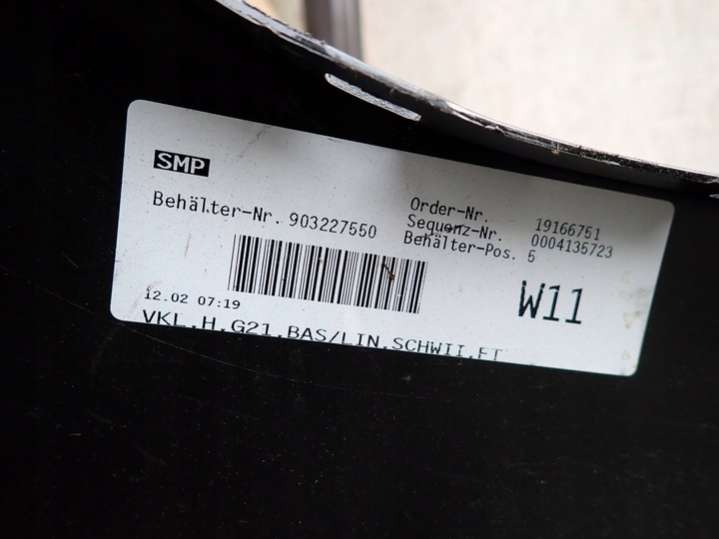 SMP
Behälter-Nr. 903227550
Order-Nr. 19166751
Sequenz-Nr. 0004135723
Behälter-Pos. 5
12.02 07:19
W11
VKL.H.G21.BAS/LIN.SCHWII.FT